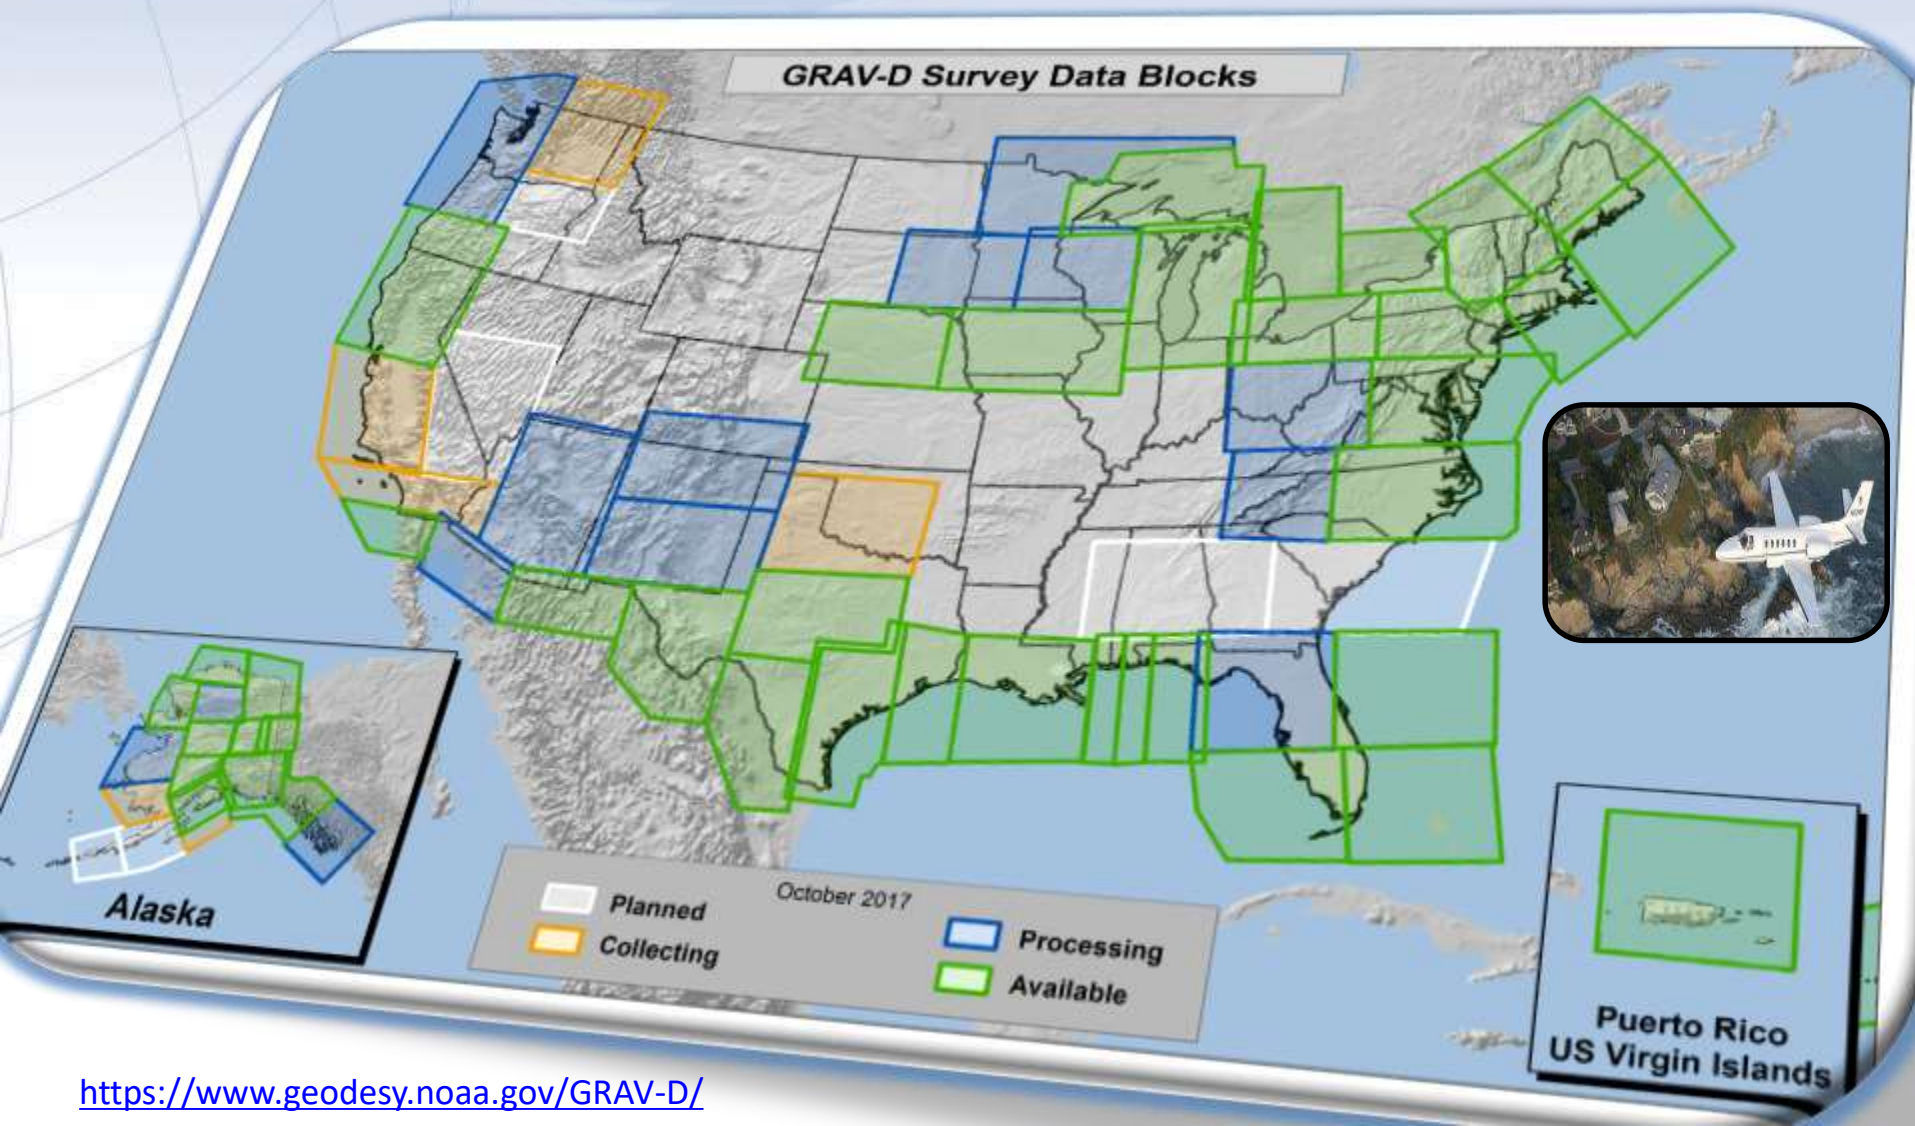 GRAV-D Survey Data Blocks
Alaska
October 2017
Planned
Collecting
Processing
Available
Puerto Rico
US Virgin Islands
https://www.geodesy.noaa.gov/GRAV-D/